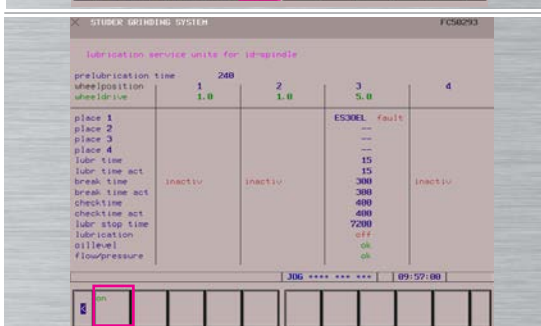 X STUDER GRINDING SYSTEM FC50293
lubrication service units for id-spindle
prelubrication time 240
wheelposition 1 2 3 4
wheeldrive 1.0 1.0 5.0
place 1 ES30EL fault
place 2 --
place 3 --
place 4 --
lubr time 15
lubr time act 15
break time inactiv inactiv 300 inactiv
break time act 300
checktime 400
checktime act 400
lubr stop time 7200
lubrication off
oillevel ok
flow/pressure ok
JOG **** *** *** 09:57:00
on